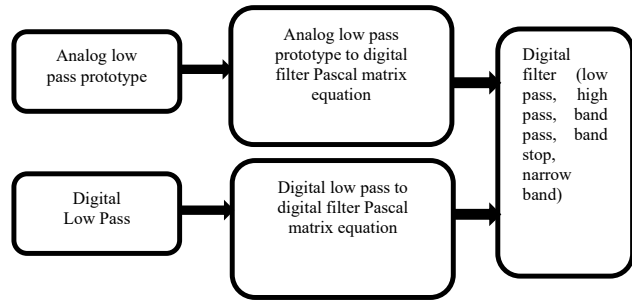 Analog low
pass prototype
Analog low pass
prototype to digital
filter Pascal matrix
equation
Digital
filter (low
pass, high
pass, band
pass, band
stop,
narrow
band)
Digital
Low Pass
Digital low pass to
digital filter Pascal
matrix equation